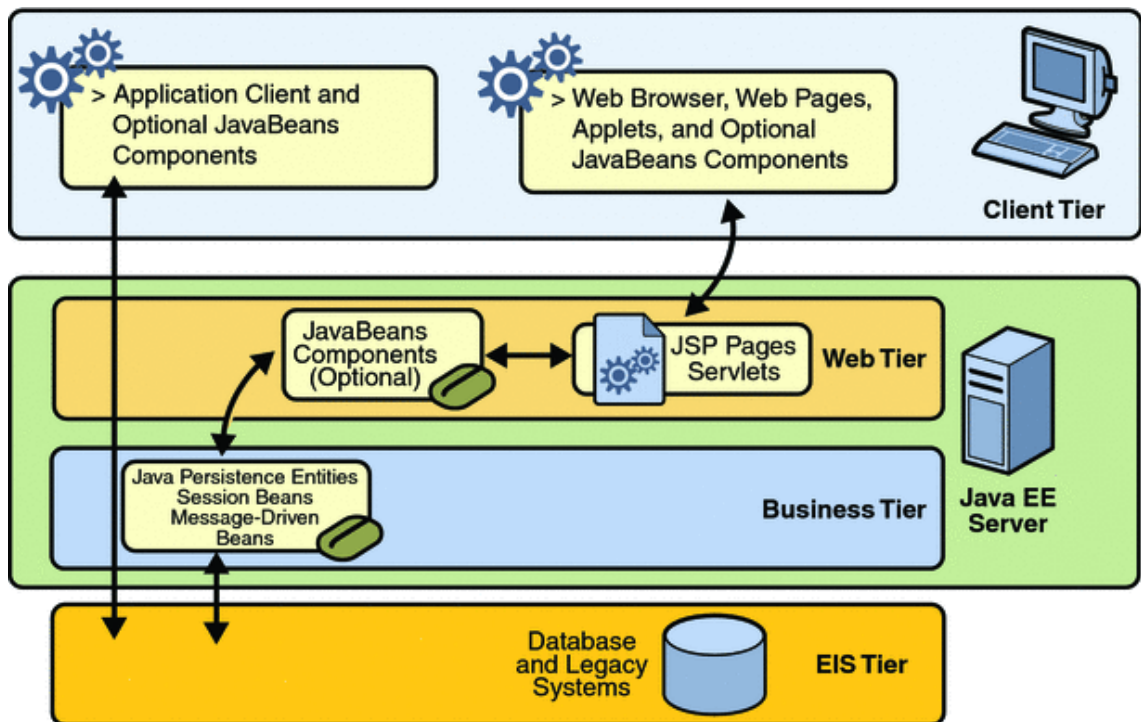 > Application Client and
Optional JavaBeans
Components
> Web Browser, Web Pages,
Applets, and Optional
JavaBeans Components
Client Tier
JavaBeans
Components
(Optional)
JSP Pages
Servlets
Web Tier
Java Persistence Entities
Session Beans
Message-Driven
Beans
Business Tier
Java EE
Server
Database
and Legacy
Systems
EIS Tier